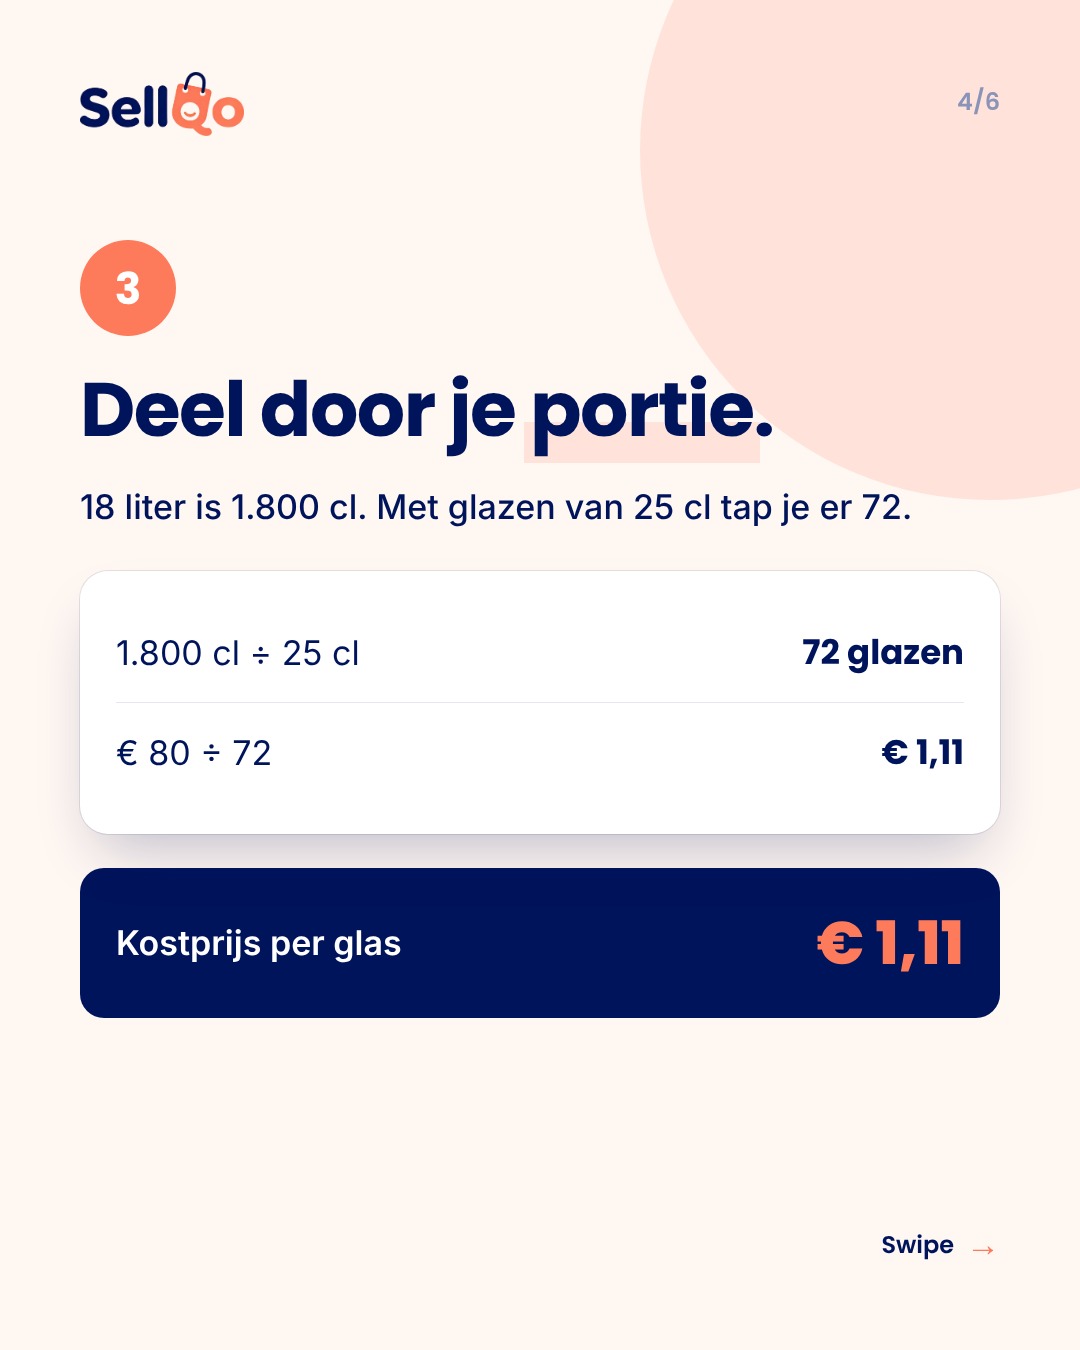 SellQo
4/6
3
Deel door je portie.
18 liter is 1.800 cl. Met glazen van 25 cl tap je er 72.
1.800 cl ÷ 25 cl
72 glazen
€ 80 ÷ 72
€ 1,11
Kostprijs per glas
€ 1,11
Swipe →